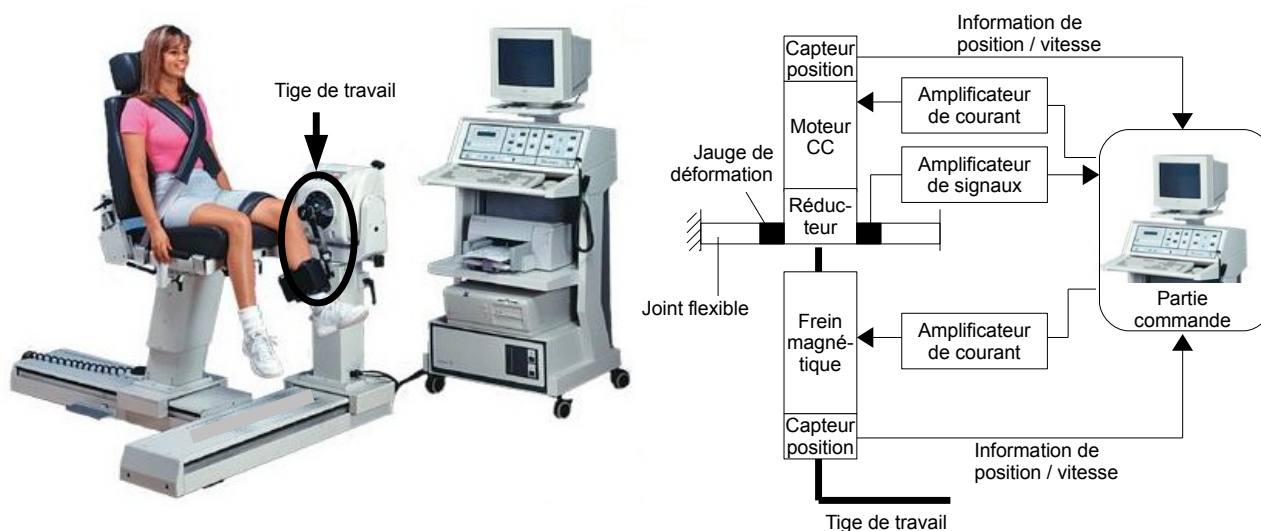 Tige de travail
Capteur
position
Moteur
CC
Réduc-
teur
Jauge de
déformation
Joint flexible
Frein
magné-
tique
Capteur
position
Tige de travail
Information de
position / vitesse
Amplificateur
de courant
Amplificateur
de signaux
Amplificateur
de courant
Partie
commande
Information de
position / vitesse